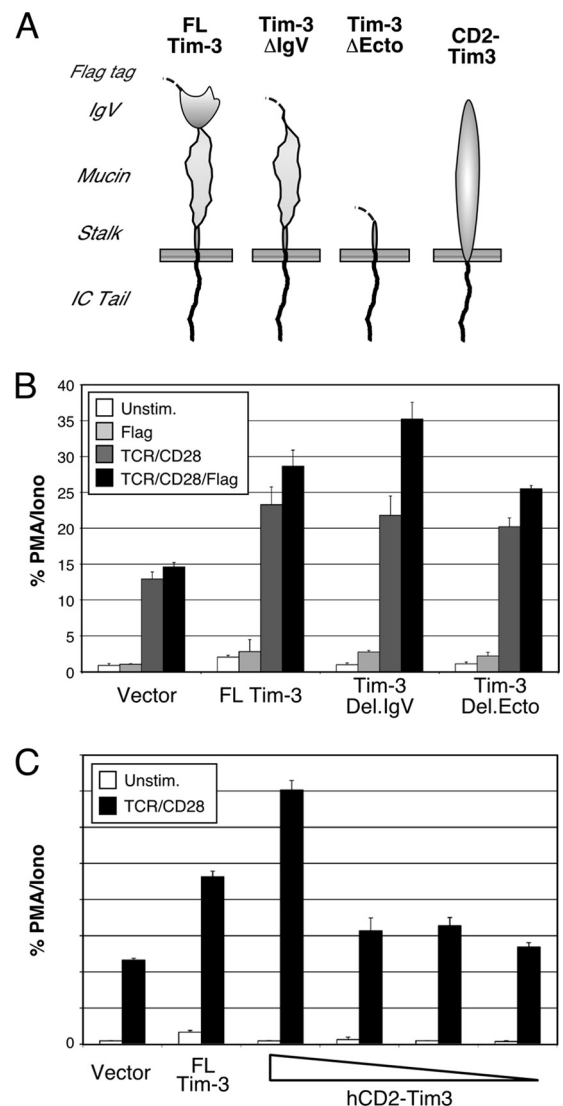 A
FL
Tim-3
Tim-3
ΔIgV
Tim-3
ΔEcto
CD2-
Tim3
Flag tag
IgV
Mucin
Stalk
IC Tail
B
40
35
30
25
20
15
10
5
0
% PMA/Iono
Unstim.
Flag
TCR/CD28
TCR/CD28/Flag
Vector
FL Tim-3
Tim-3
Del.IgV
Tim-3
Del.Ecto
C
Unstim.
TCR/CD28
% PMA/Iono
0
Vector
FL
Tim-3
hCD2-Tim3